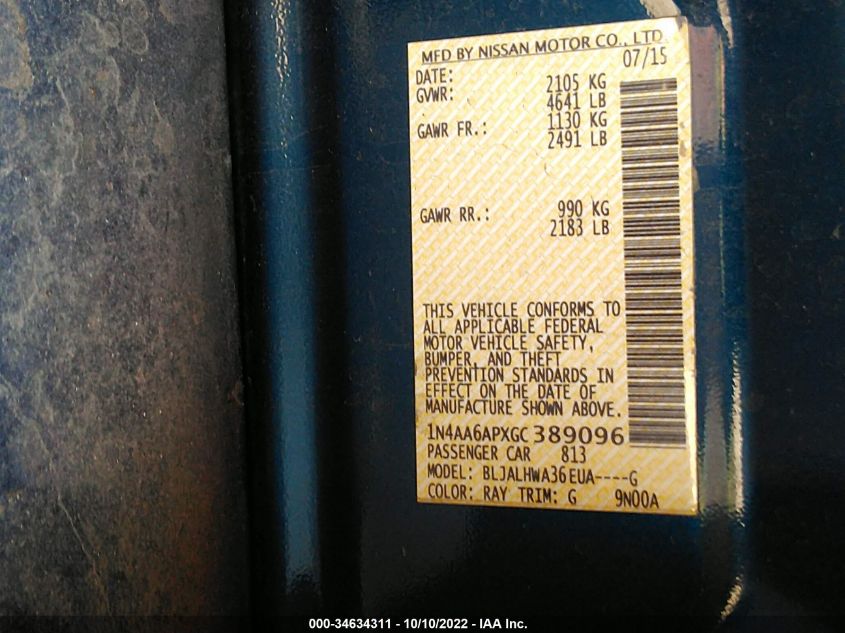 MFD BY NISSAN MOTOR CO., LTD.
DATE: 07/15
GVWR: 2105 KG
4641 LB
GAWR FR.: 1130 KG
2491 LB
GAWR RR.: 990 KG
2183 LB
THIS VEHICLE CONFORMS TO
ALL APPLICABLE FEDERAL
MOTOR VEHICLE SAFETY,
BUMPER, AND THEFT
PREVENTION STANDARDS IN
EFFECT ON THE DATE OF
MANUFACTURE SHOWN ABOVE.
1N4AA6APXGC389096
PASSENGER CAR 813
MODEL: BLJALHWA36EUA----G
COLOR: RAY TRIM: G 9N00A
000-34634311 - 10/10/2022 - IAA Inc.